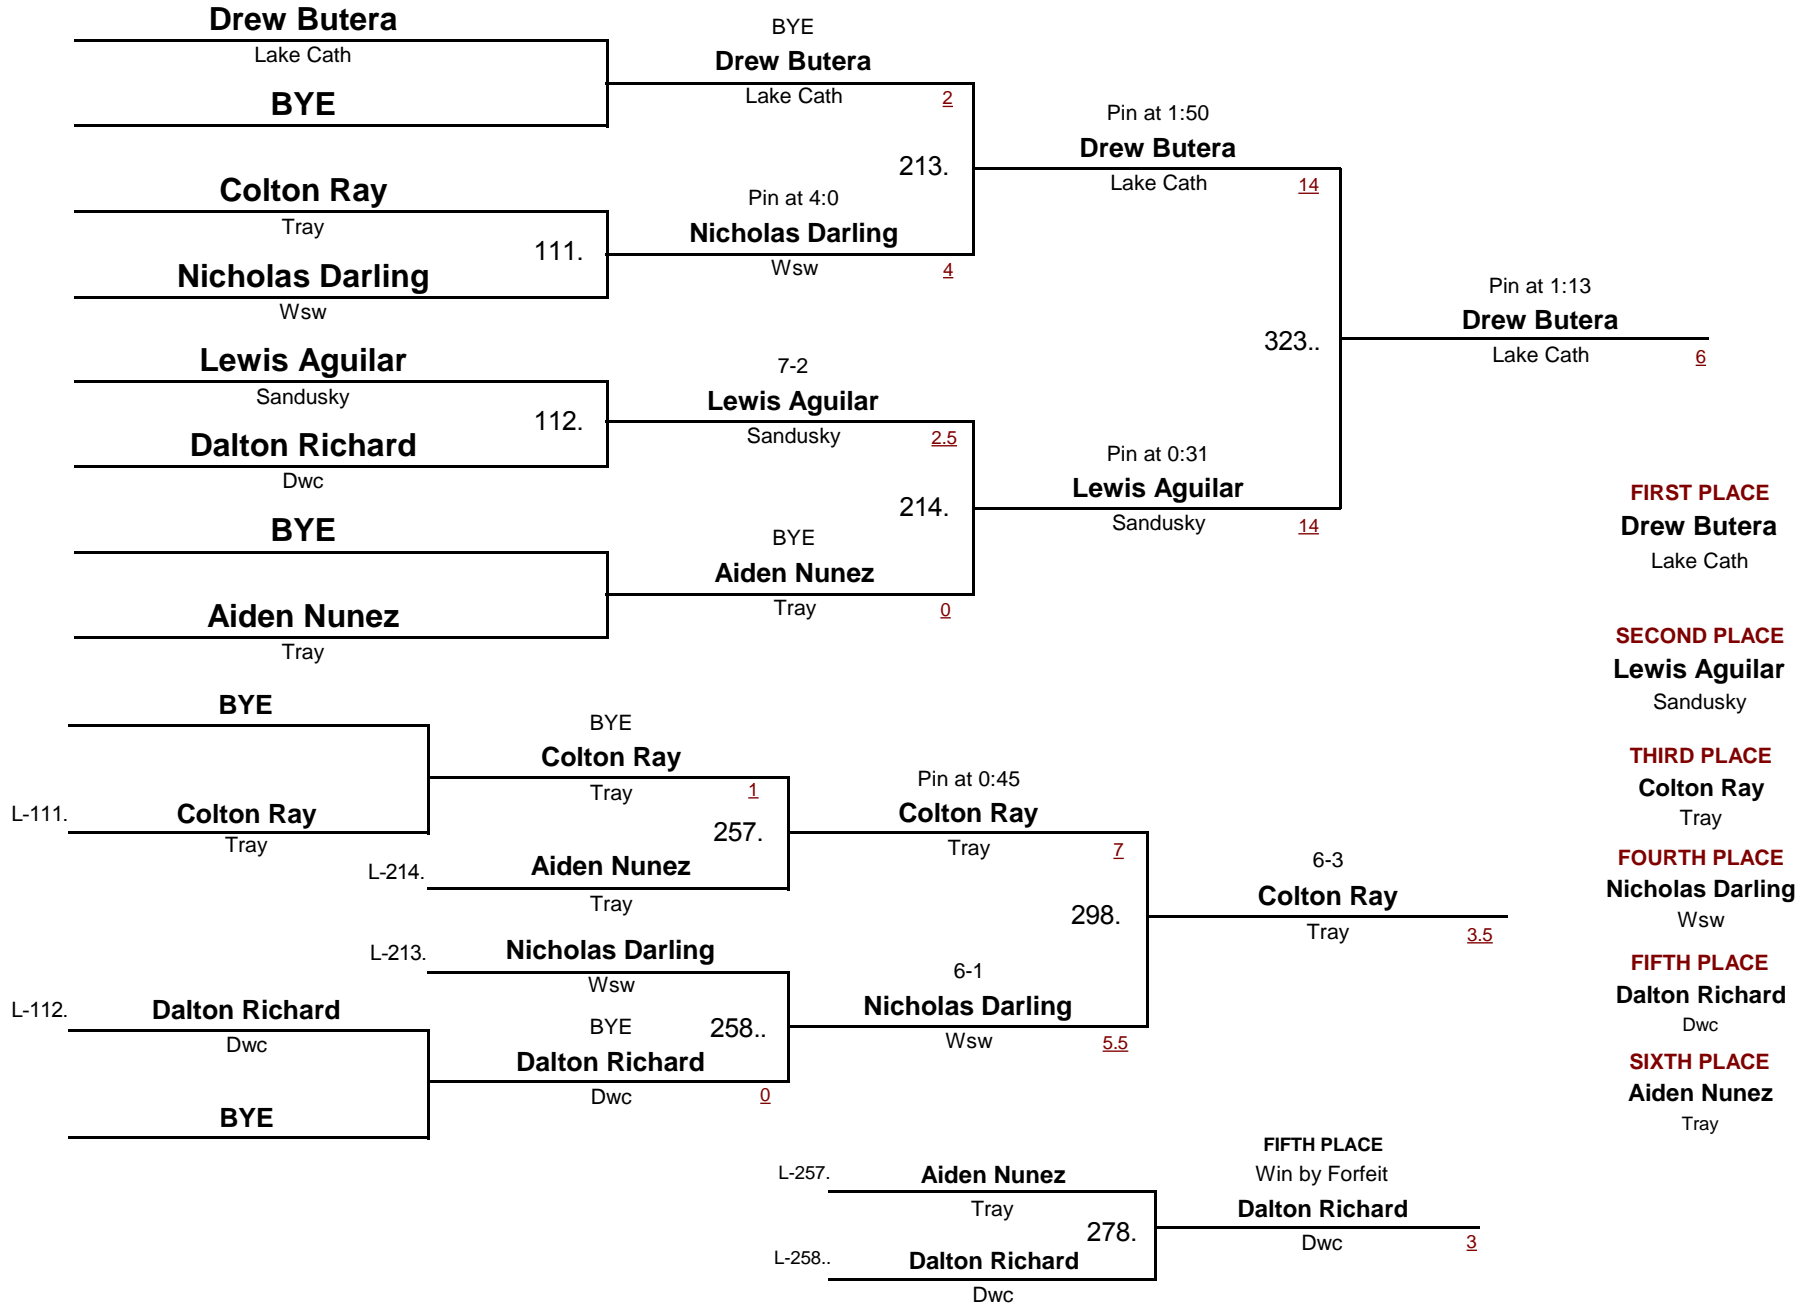 Drew Butera
Lake Cath
BYE
Colton Ray
Tray
111.
Nicholas Darling
Wsw
Lewis Aguilar
Sandusky
112.
Dalton Richard
Dwc
BYE
Aiden Nunez
Tray
BYE
Drew Butera
Lake Cath 2
213.
Pin at 4:0
Nicholas Darling
Wsw 4
7-2
Lewis Aguilar
Sandusky 2.5
214.
BYE
Aiden Nunez
Tray 0
Pin at 1:50
Drew Butera
Lake Cath 14
323..
Pin at 0:31
Lewis Aguilar
Sandusky 14
Pin at 1:13
Drew Butera
Lake Cath 6
BYE
L-111. Colton Ray
Tray
L-112. Dalton Richard
Dwc
BYE
BYE
Colton Ray
Tray 1
257.
L-214. Aiden Nunez
Tray
L-213. Nicholas Darling
Wsw
BYE 258..
Dalton Richard
Dwc 0
Pin at 0:45
Colton Ray
Tray 7
298.
6-1
Nicholas Darling
Wsw 5.5
6-3
Colton Ray
Tray 3.5
L-257. Aiden Nunez
Tray
278.
L-258.. Dalton Richard
Dwc
FIFTH PLACE
Win by Forfeit
Dalton Richard
Dwc 3
FIRST PLACE
Drew Butera
Lake Cath
SECOND PLACE
Lewis Aguilar
Sandusky
THIRD PLACE
Colton Ray
Tray
FOURTH PLACE
Nicholas Darling
Wsw
FIFTH PLACE
Dalton Richard
Dwc
SIXTH PLACE
Aiden Nunez
Tray